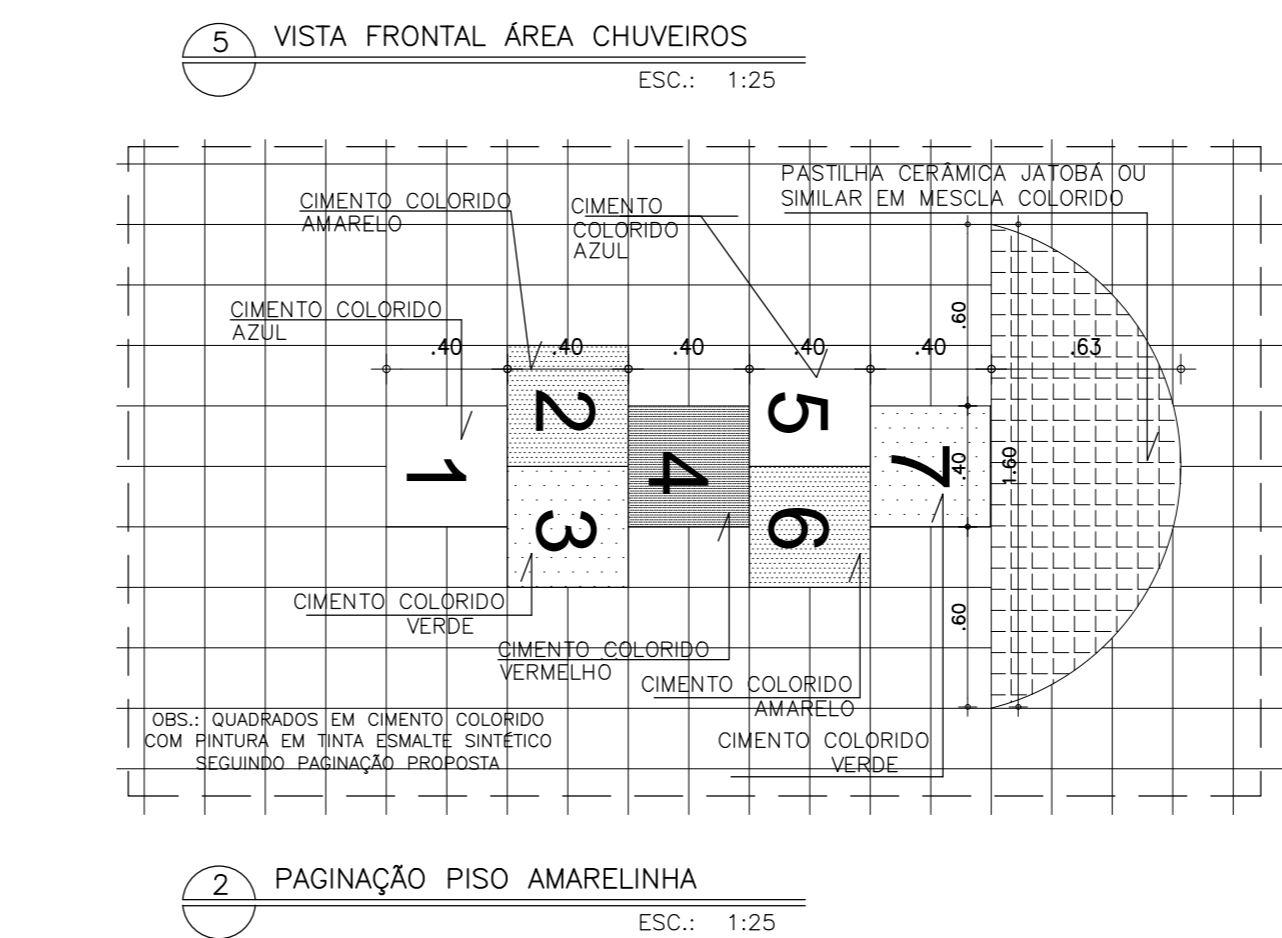 5 VISTA FRONTAL ÁREA CHUVEIROS
ESC.: 1:25
PASTILHA CERÂMICA JATOBÁ OU
SIMILAR EM MESCLA COLORIDO
CIMENTO COLORIDO
AMARELO
CIMENTO
COLORIDO
AZUL
CIMENTO COLORIDO
AZUL
.60
.40 .40 .40 .40 .40 .63
1
2
3
4
5
6
7
.40
1.60
.60
CIMENTO COLORIDO
VERDE
CIMENTO COLORIDO
VERMELHO
CIMENTO COLORIDO
AMARELO
CIMENTO COLORIDO
VERDE
OBS.: QUADRADOS EM CIMENTO COLORIDO
COM PINTURA EM TINTA ESMALTE SINTÉTICO
SEGUINDO PAGINAÇÃO PROPOSTA
2 PAGINAÇÃO PISO AMARELINHA
ESC.: 1:25